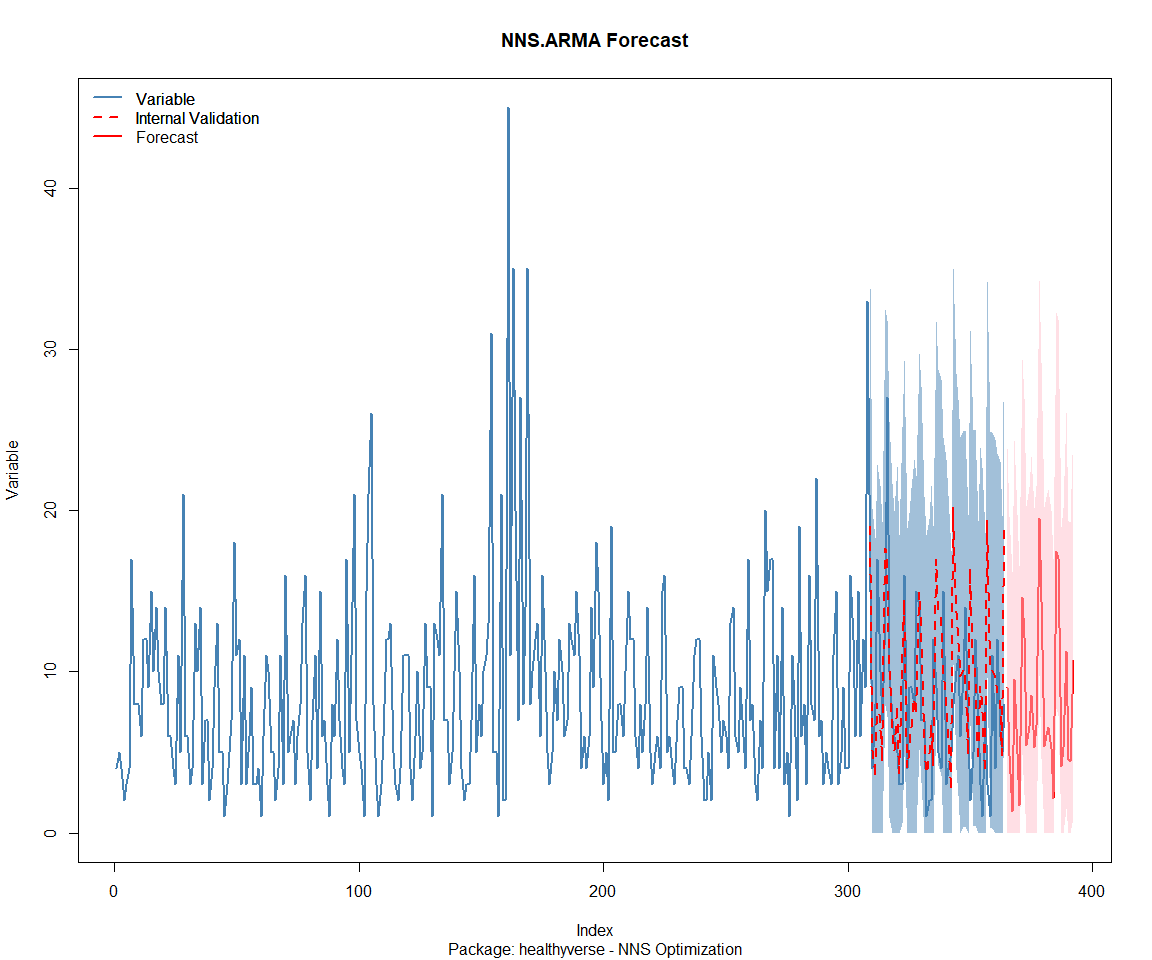 NNS.ARMA Forecast
Variable
Internal Validation
Forecast
Variable
40
30
20
10
0
0
100
200
300
400
Index
Package: healthyverse - NNS Optimization